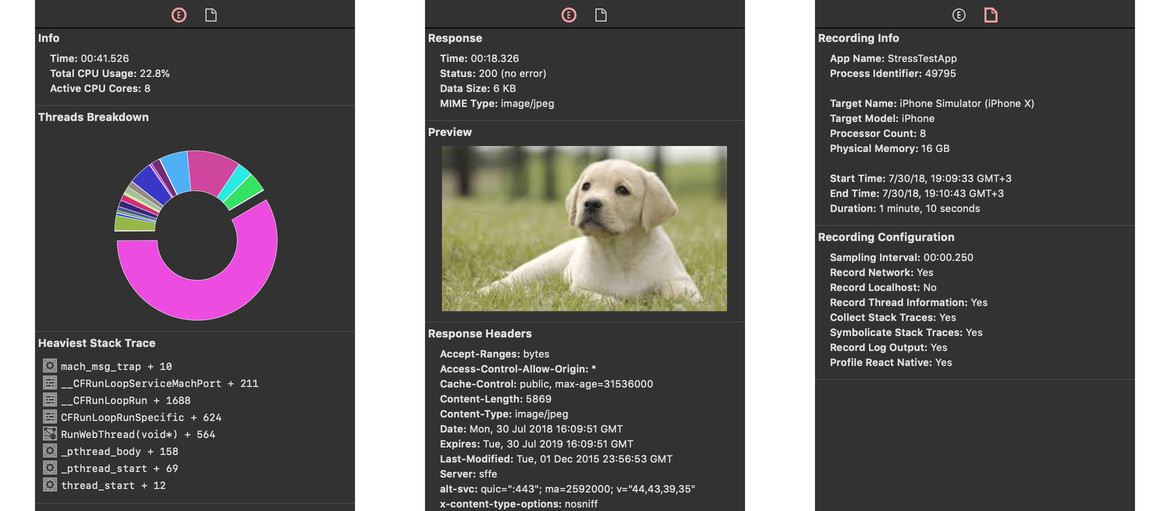 E
Info
Time: 00:41.526
Total CPU Usage: 22.8%
Active CPU Cores: 8
Threads Breakdown
Heaviest Stack Trace
mach_msg_trap + 10
__CFRunLoopServiceMachPort + 211
__CFRunLoopRun + 1688
CFRunLoopRunSpecific + 624
RunWebThread(void*) + 564
_pthread_body + 158
_pthread_start + 69
thread_start + 12
E
Response
Time: 00:18.326
Status: 200 (no error)
Data Size: 6 KB
MIME Type: image/jpeg
Preview
Response Headers
Accept-Ranges: bytes
Access-Control-Allow-Origin: *
Cache-Control: public, max-age=31536000
Content-Length: 5869
Content-Type: image/jpeg
Date: Mon, 30 Jul 2018 16:09:51 GMT
Expires: Tue, 30 Jul 2019 16:09:51 GMT
Last-Modified: Tue, 01 Dec 2015 23:56:53 GMT
Server: sffe
alt-svc: quic=":443"; ma=2592000; v="44,43,39,35"
x-content-type-options: nosniff
E
Recording Info
App Name: StressTestApp
Process Identifier: 49795
Target Name: iPhone Simulator (iPhone X)
Target Model: iPhone
Processor Count: 8
Physical Memory: 16 GB
Start Time: 7/30/18, 19:09:33 GMT+3
End Time: 7/30/18, 19:10:43 GMT+3
Duration: 1 minute, 10 seconds
Recording Configuration
Sampling Interval: 00:00.250
Record Network: Yes
Record Localhost: No
Record Thread Information: Yes
Collect Stack Traces: Yes
Symbolicate Stack Traces: Yes
Record Log Output: Yes
Profile React Native: Yes